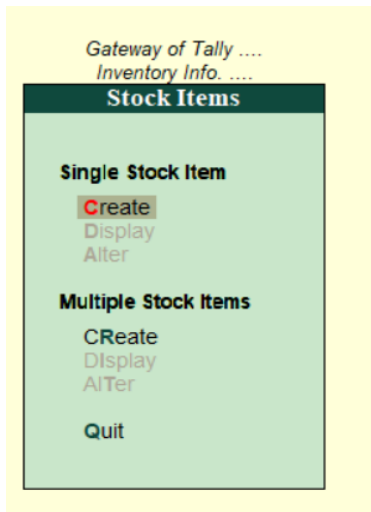 Gateway of Tally ....
Inventory Info. ....
Stock Items
Single Stock Item
Create
Display
Alter
Multiple Stock Items
CReate
DIsplay
AlTer
Quit